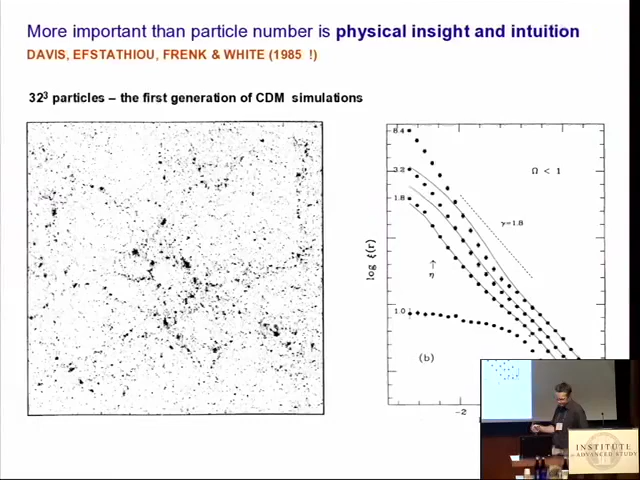 More important than particle number is physical insight and intuition
DAVIS, EFSTATHIOU, FRENK & WHITE (1985 !)
32³ particles – the first generation of CDM simulations
6.4
3.2
1.8
1.0
Ω < 1
γ=1.8
log ξ(r)
↑
η
(b)
-2
INSTITUTE
for ADVANCED STUDY